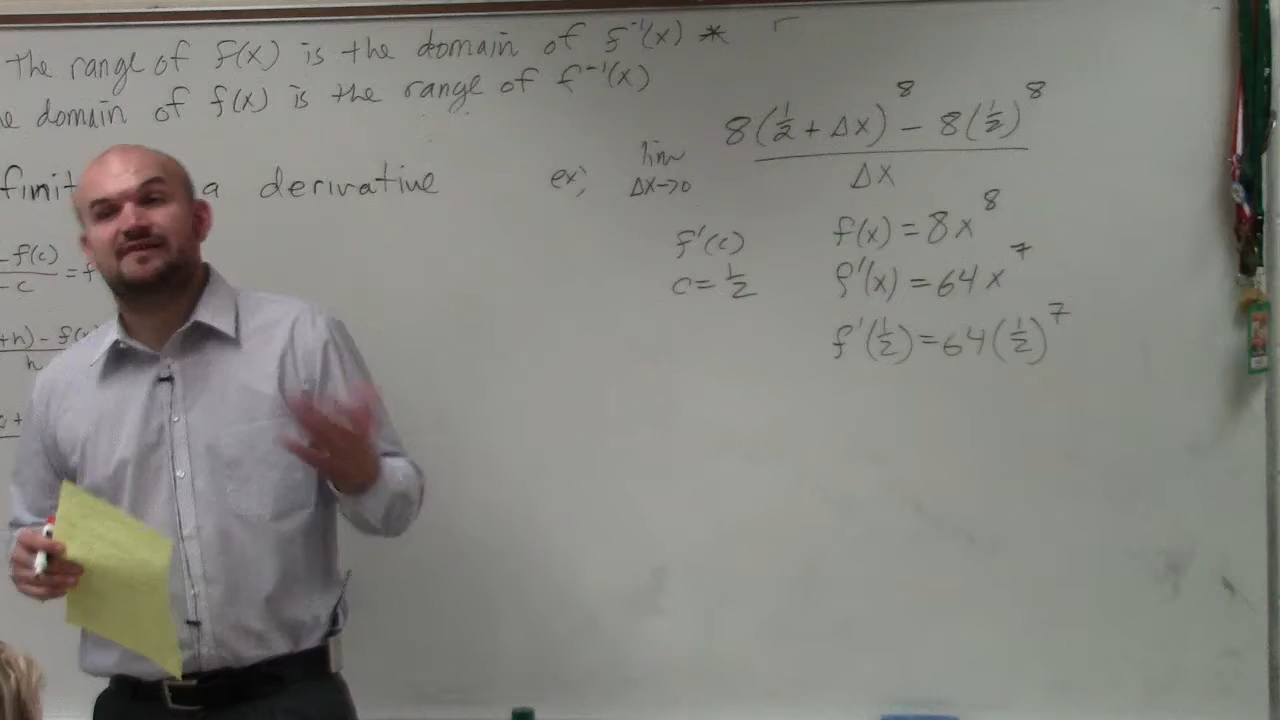 The range of f(x) is the domain of f⁻¹(x) *
domain of f(x) is the range of f⁻¹(x)
a derivative
- f(c)
- c
= f
+h) - f(
h
ex;
lim
Δx→0
8(1/2 + Δx)⁸ - 8(1/2)⁸
Δx
f'(c)
c = 1/2
f(x) = 8x⁸
f'(x) = 64x⁷
f'(1/2) = 64(1/2)⁷